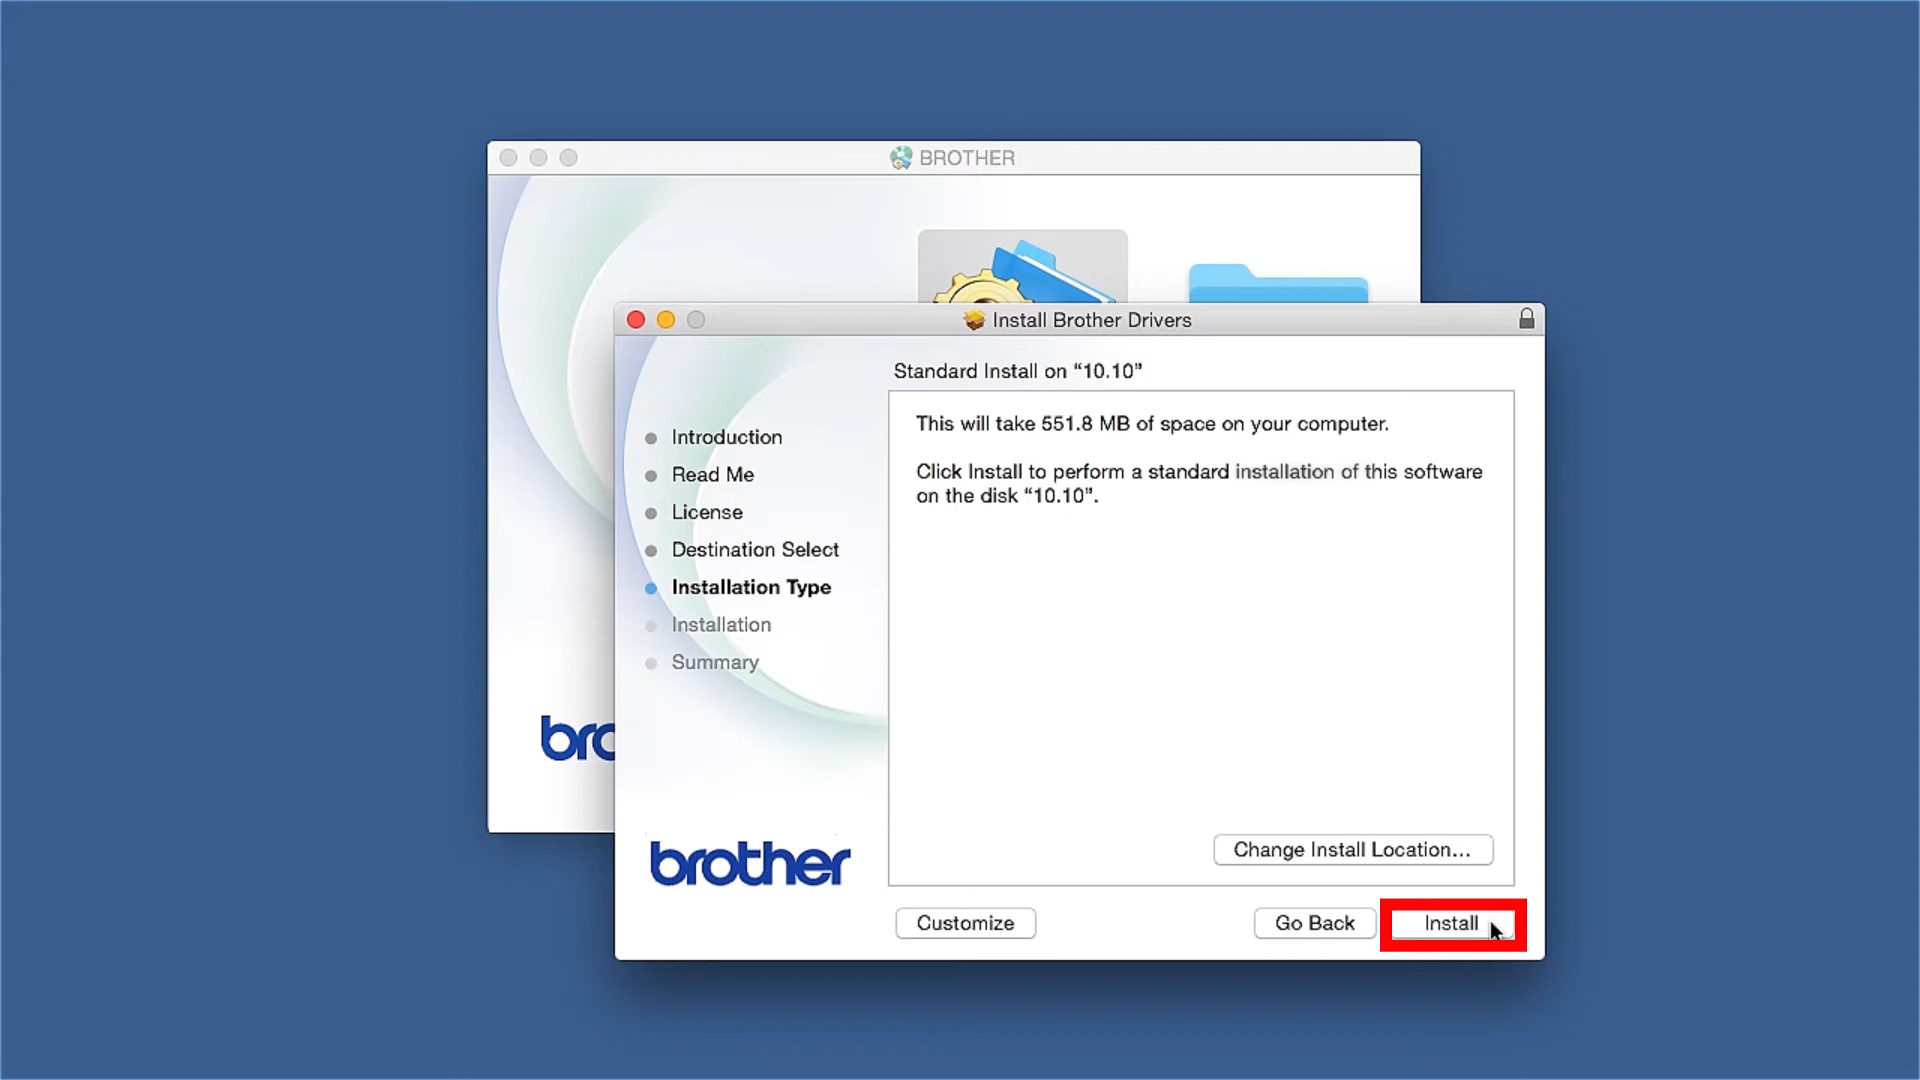 BROTHER
Install Brother Drivers
Standard Install on “10.10”
This will take 551.8 MB of space on your computer.
Click Install to perform a standard installation of this software
on the disk “10.10”.
Introduction
Read Me
License
Destination Select
Installation Type
Installation
Summary
bro
brother
Change Install Location...
Customize
Go Back
Install